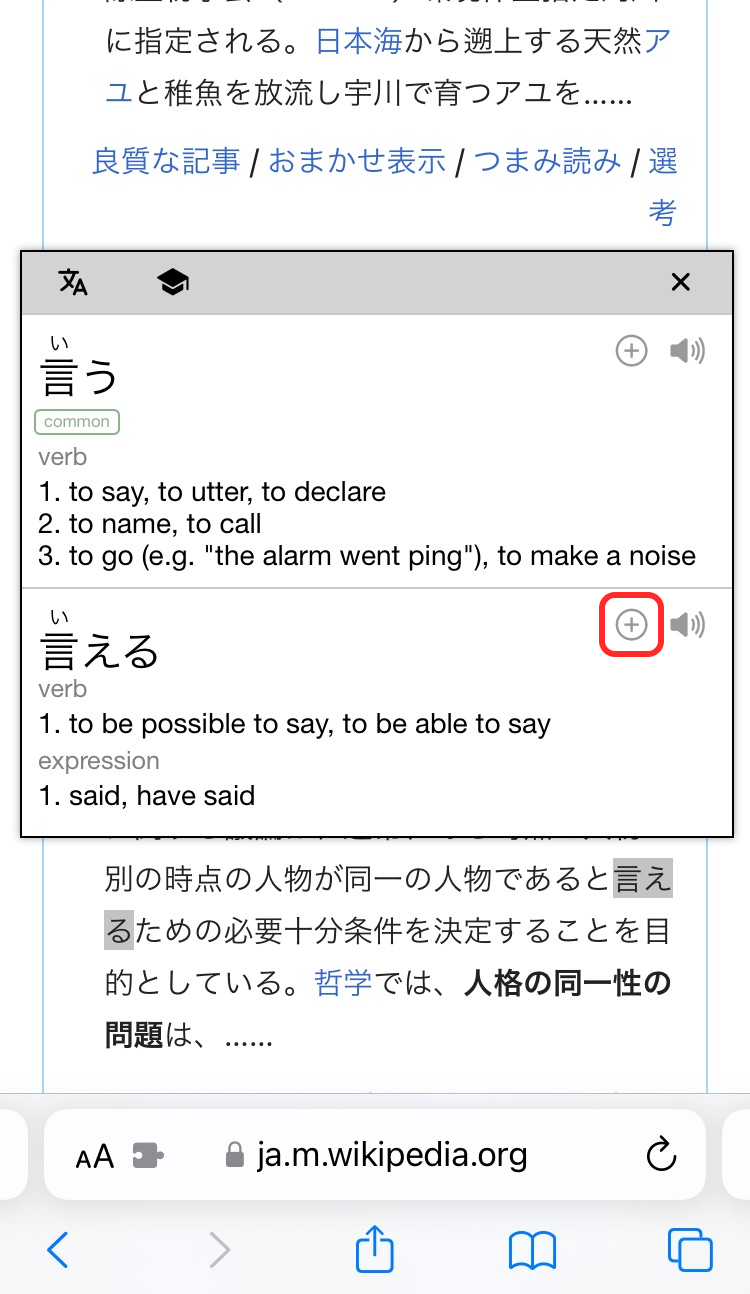 に指定される。日本海から遡上する天然ア
ユと稚魚を放流し宇川で育つアユを......
良質な記事 / おまかせ表示 / つまみ読み / 選
考
い
言う
common
verb
1. to say, to utter, to declare
2. to name, to call
3. to go (e.g. "the alarm went ping"), to make a noise
い
言える
verb
1. to be possible to say, to be able to say
expression
1. said, have said
別の時点の人物が同一の人物であると言え
るための必要十分条件を決定することを目
的としている。哲学では、人格の同一性の
問題は、......
AA ja.m.wikipedia.org